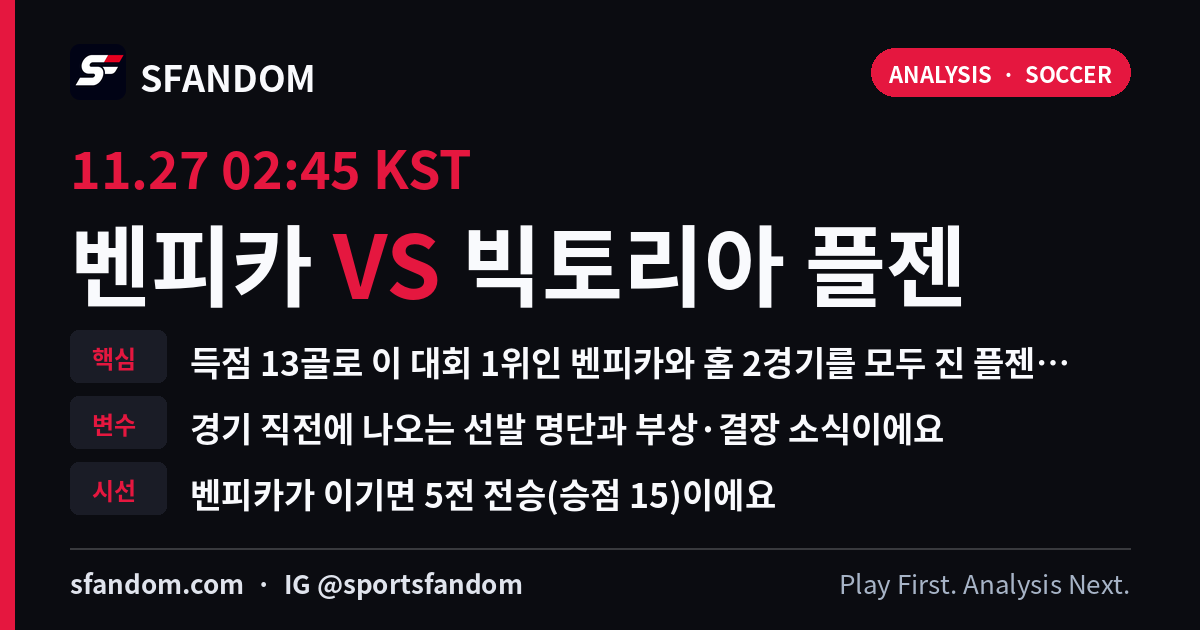 SF SFANDOM
ANALYSIS · SOCCER
11.27 02:45 KST
벤피카 VS 빅토리아 플젠
핵심 득점 13골로 이 대회 1위인 벤피카와 홈 2경기를 모두 진 플젠…
변수 경기 직전에 나오는 선발 명단과 부상·결장 소식이에요
시선 벤피카가 이기면 5전 전승(승점 15)이에요
sfandom.com · IG @sportsfandom
Play First. Analysis Next.